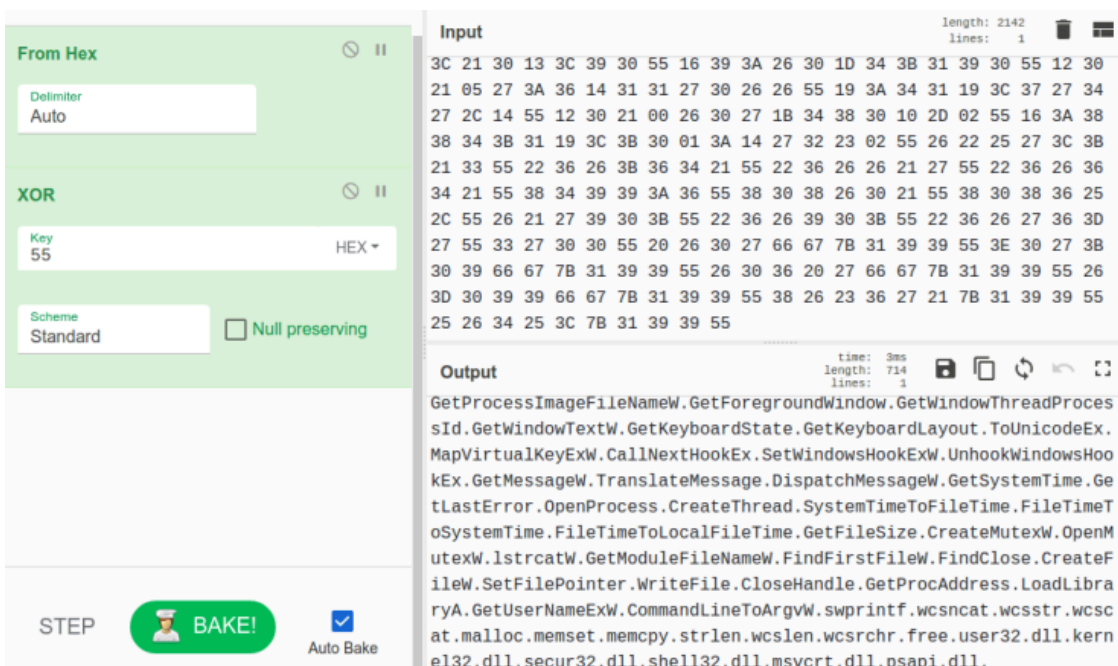 From Hex
Delimiter
Auto
XOR
Key
55
HEX
Scheme
Standard
Null preserving
STEP
BAKE!
Auto Bake
Input
length: 2142
lines: 1
3C 21 30 13 3C 39 30 55 16 39 3A 26 30 1D 34 3B 31 39 30 55 12 30
21 05 27 3A 36 14 31 31 27 30 26 26 55 19 3A 34 31 19 3C 37 27 34
27 2C 14 55 12 30 21 00 26 30 27 1B 34 38 30 10 2D 02 55 16 3A 38
38 34 3B 31 19 3C 3B 30 01 3A 14 27 32 23 02 55 26 22 25 27 3C 3B
21 33 55 22 36 26 3B 36 34 21 55 22 36 26 26 21 27 55 22 36 26 36
34 21 55 38 34 39 39 3A 36 55 38 30 38 26 30 21 55 38 30 38 36 25
2C 55 26 21 27 39 30 3B 55 22 36 26 39 30 3B 55 22 36 26 27 36 3D
27 55 33 27 30 30 55 20 26 30 27 66 67 7B 31 39 39 55 3E 30 27 3B
30 39 66 67 7B 31 39 39 55 26 30 36 20 27 66 67 7B 31 39 39 55 26
3D 30 39 39 66 67 7B 31 39 39 55 38 26 23 36 27 21 7B 31 39 39 55
25 26 34 25 3C 7B 31 39 39 55
Output
time: 3ms
length: 714
lines: 1
GetProcessImageFileNameW.GetForegroundWindow.GetWindowThreadProces
sId.GetWindowTextW.GetKeyboardState.GetKeyboardLayout.ToUnicodeEx.
MapVirtualKeyExW.CallNextHookEx.SetWindowsHookExW.UnhookWindowsHoo
kEx.GetMessageW.TranslateMessage.DispatchMessageW.GetSystemTime.Ge
tLastError.OpenProcess.CreateThread.SystemTimeToFileTime.FileTimeT
oSystemTime.FileTimeToLocalFileTime.GetFileSize.CreateMutexW.OpenM
utexW.lstrcatW.GetModuleFileNameW.FindFirstFileW.FindClose.CreateF
ileW.SetFilePointer.WriteFile.CloseHandle.GetProcAddress.LoadLibra
ryA.GetUserNameExW.CommandLineToArgvW.swprintf.wcsncat.wcsstr.wcsc
at.malloc.memset.memcpy.strlen.wcslen.wcsrchr.free.user32.dll.kern
el32.dll.secur32.dll.shell32.dll.msvcrt.dll.psapi.dll.